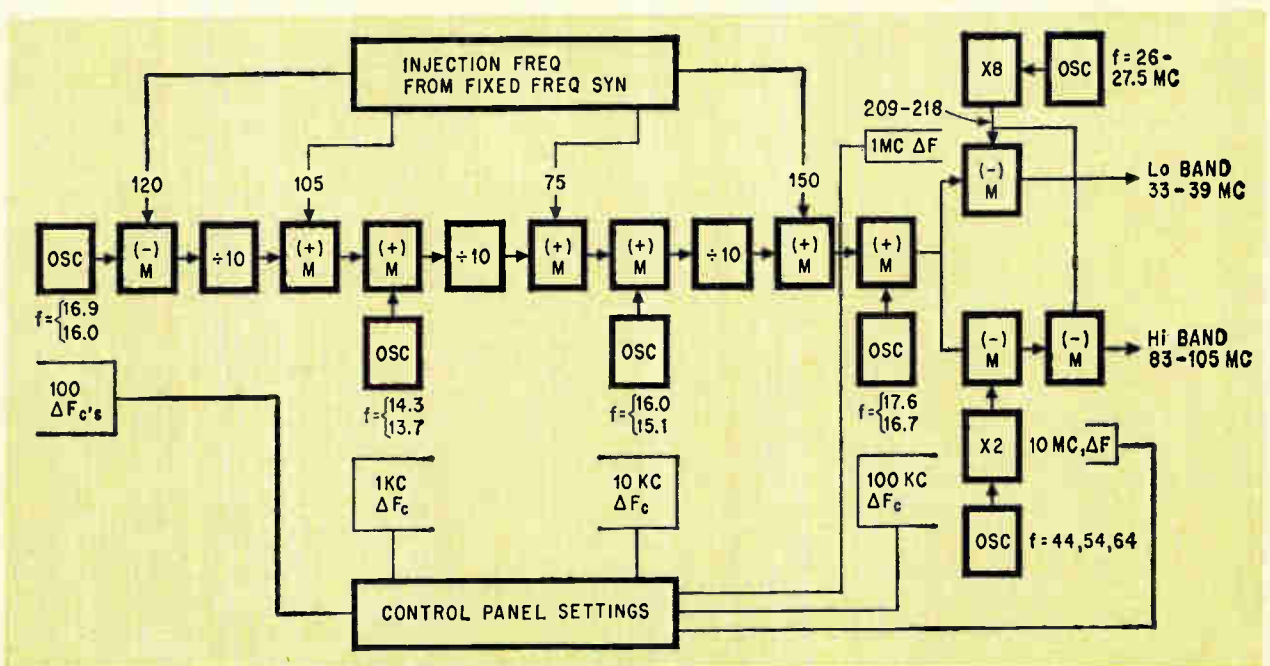 INJECTION FREQ
FROM FIXED FREQ SYN
X8
OSC
f=26-
27.5 MC
209-218
1MC ΔF
120
105
75
150
(-)
M
Lo BAND
33-39 MC
OSC
(-)
M
÷10
(+)
M
(+)
M
÷10
(+)
M
(+)
M
÷10
(+)
M
(+)
M
f={16.9
16.0
OSC
f={14.3
13.7
OSC
f={16.0
15.1
OSC
f={17.6
16.7
(-)
M
(-)
M
Hi BAND
83-105 MC
100
ΔFc's
1KC
ΔFc
10 KC
ΔFc
100 KC
ΔFc
X2
10 MC,ΔF
OSC
f=44,54,64
CONTROL PANEL SETTINGS